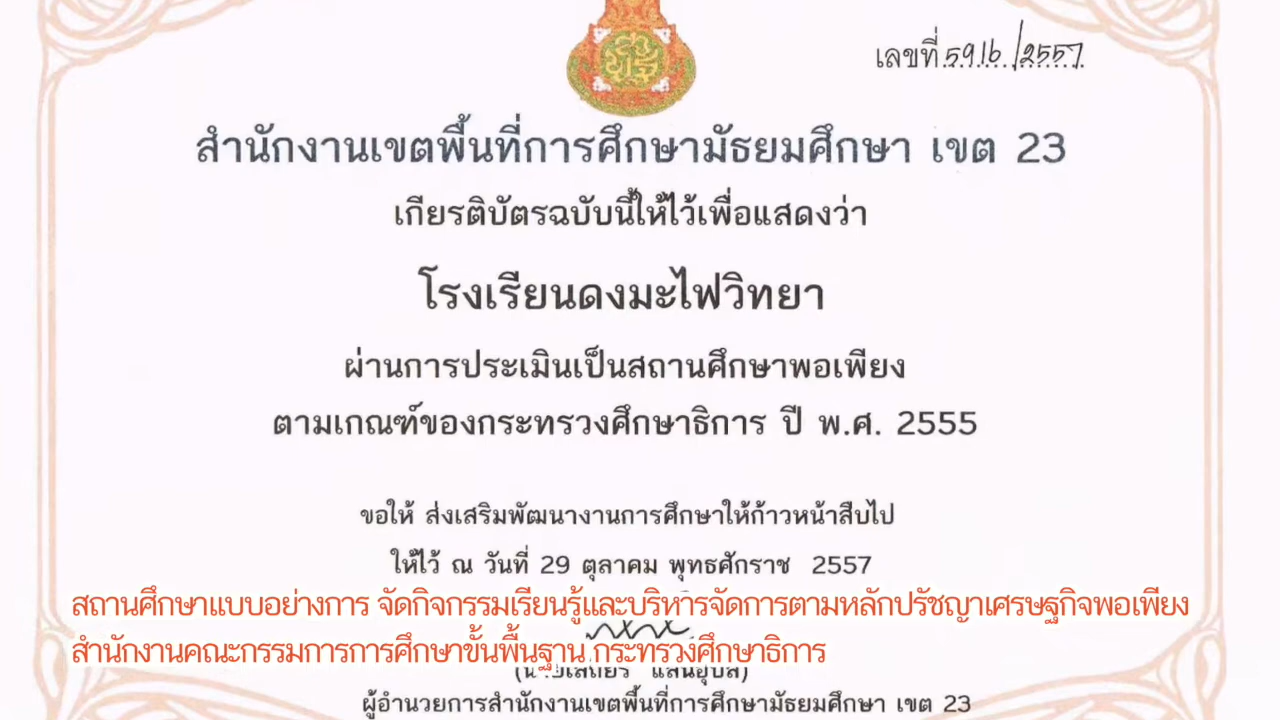 เลขที่ 5916/2557
สำนักงานเขตพื้นที่การศึกษามัธยมศึกษา เขต 23
เกียรติบัตรฉบับนี้ให้ไว้เพื่อแสดงว่า
โรงเรียนดงมะไฟวิทยา
ผ่านการประเมินเป็นสถานศึกษาพอเพียง
ตามเกณฑ์ของกระทรวงศึกษาธิการ ปี พ.ศ. 2555
ขอให้ ส่งเสริมพัฒนางานการศึกษาให้ก้าวหน้าสืบไป
ให้ไว้ ณ วันที่ 29 ตุลาคม พุทธศักราช 2557
สถานศึกษาแบบอย่างการ จัดกิจกรรมเรียนรู้และบริหารจัดการตามหลักปรัชญาเศรษฐกิจพอเพียง
สำนักงานคณะกรรมการการศึกษาขั้นพื้นฐาน กระทรวงศึกษาธิการ
ผู้อำนวยการสำนักงานเขตพื้นที่การศึกษามัธยมศึกษา เขต 23